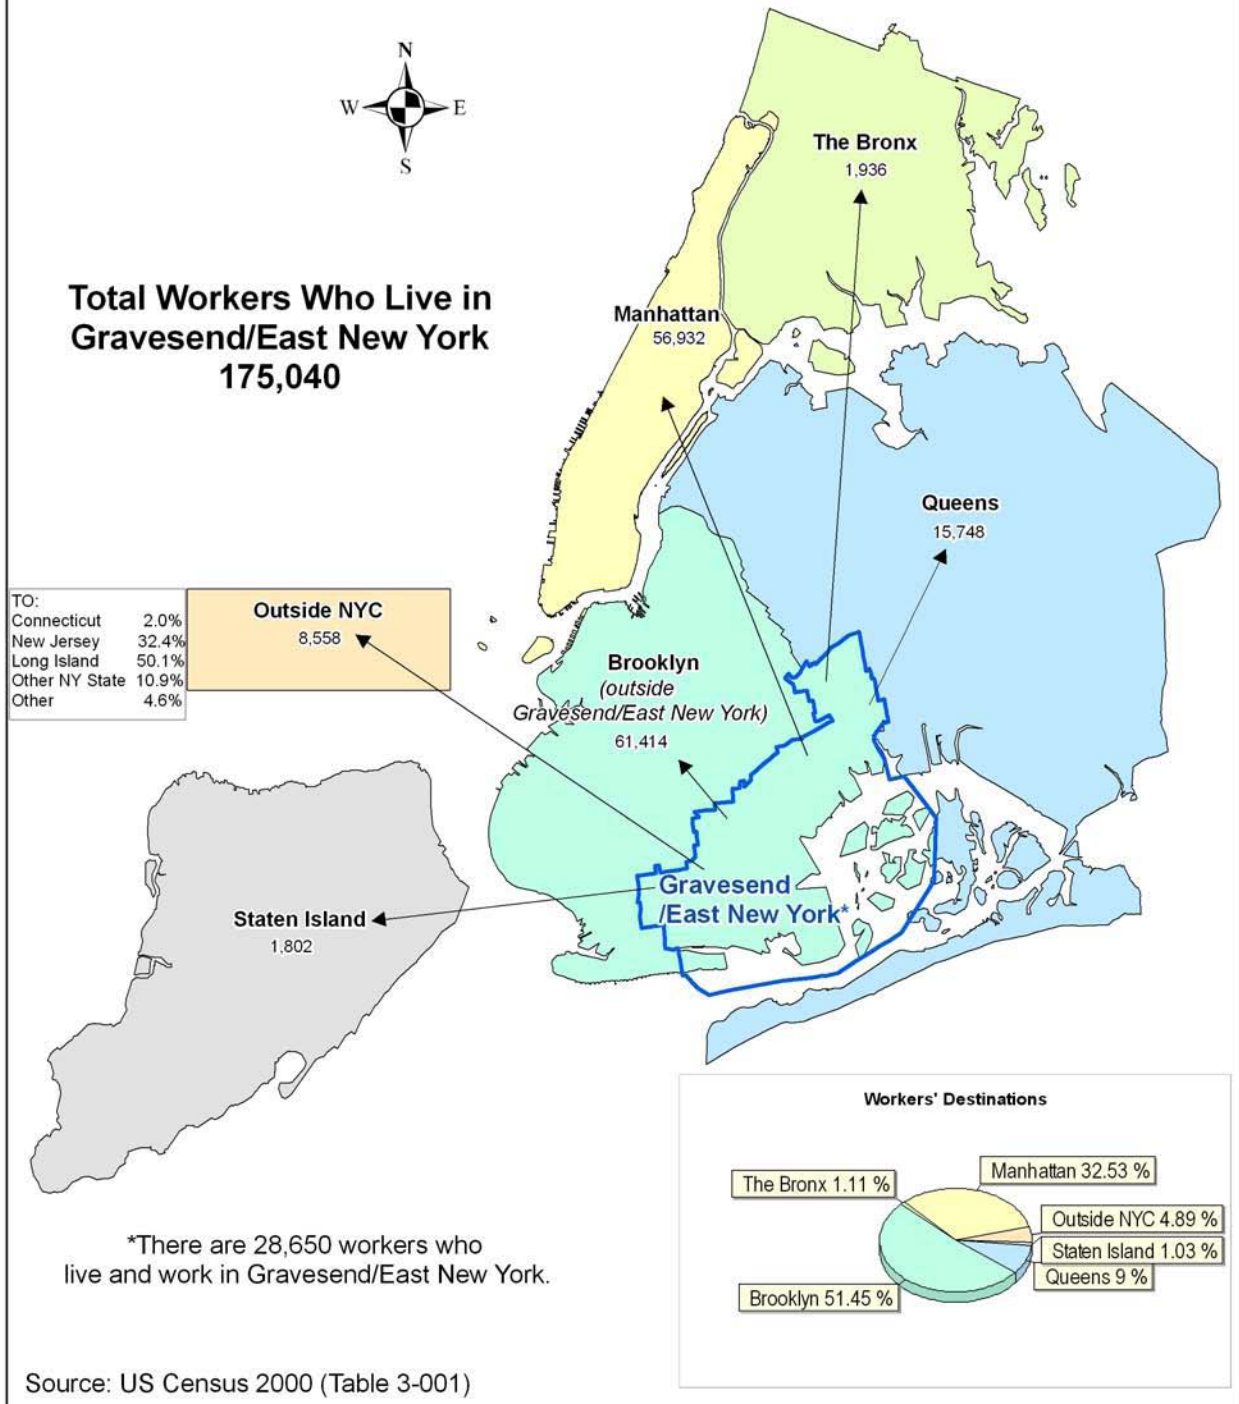 N
W E
S
The Bronx
1,936
Total Workers Who Live in
Gravesend/East New York
175,040
Manhattan
56,932
Queens
15,748
TO:
Connecticut 2.0%
New Jersey 32.4%
Long Island 50.1%
Other NY State 10.9%
Other 4.6%
Outside NYC
8,558
Brooklyn
(outside
Gravesend/East New York)
61,414
Gravesend
/East New York*
Staten Island
1,802
Workers' Destinations
The Bronx 1.11 %
Manhattan 32.53 %
Outside NYC 4.89 %
Staten Island 1.03 %
Queens 9 %
Brooklyn 51.45 %
*There are 28,650 workers who
live and work in Gravesend/East New York.
Source: US Census 2000 (Table 3-001)